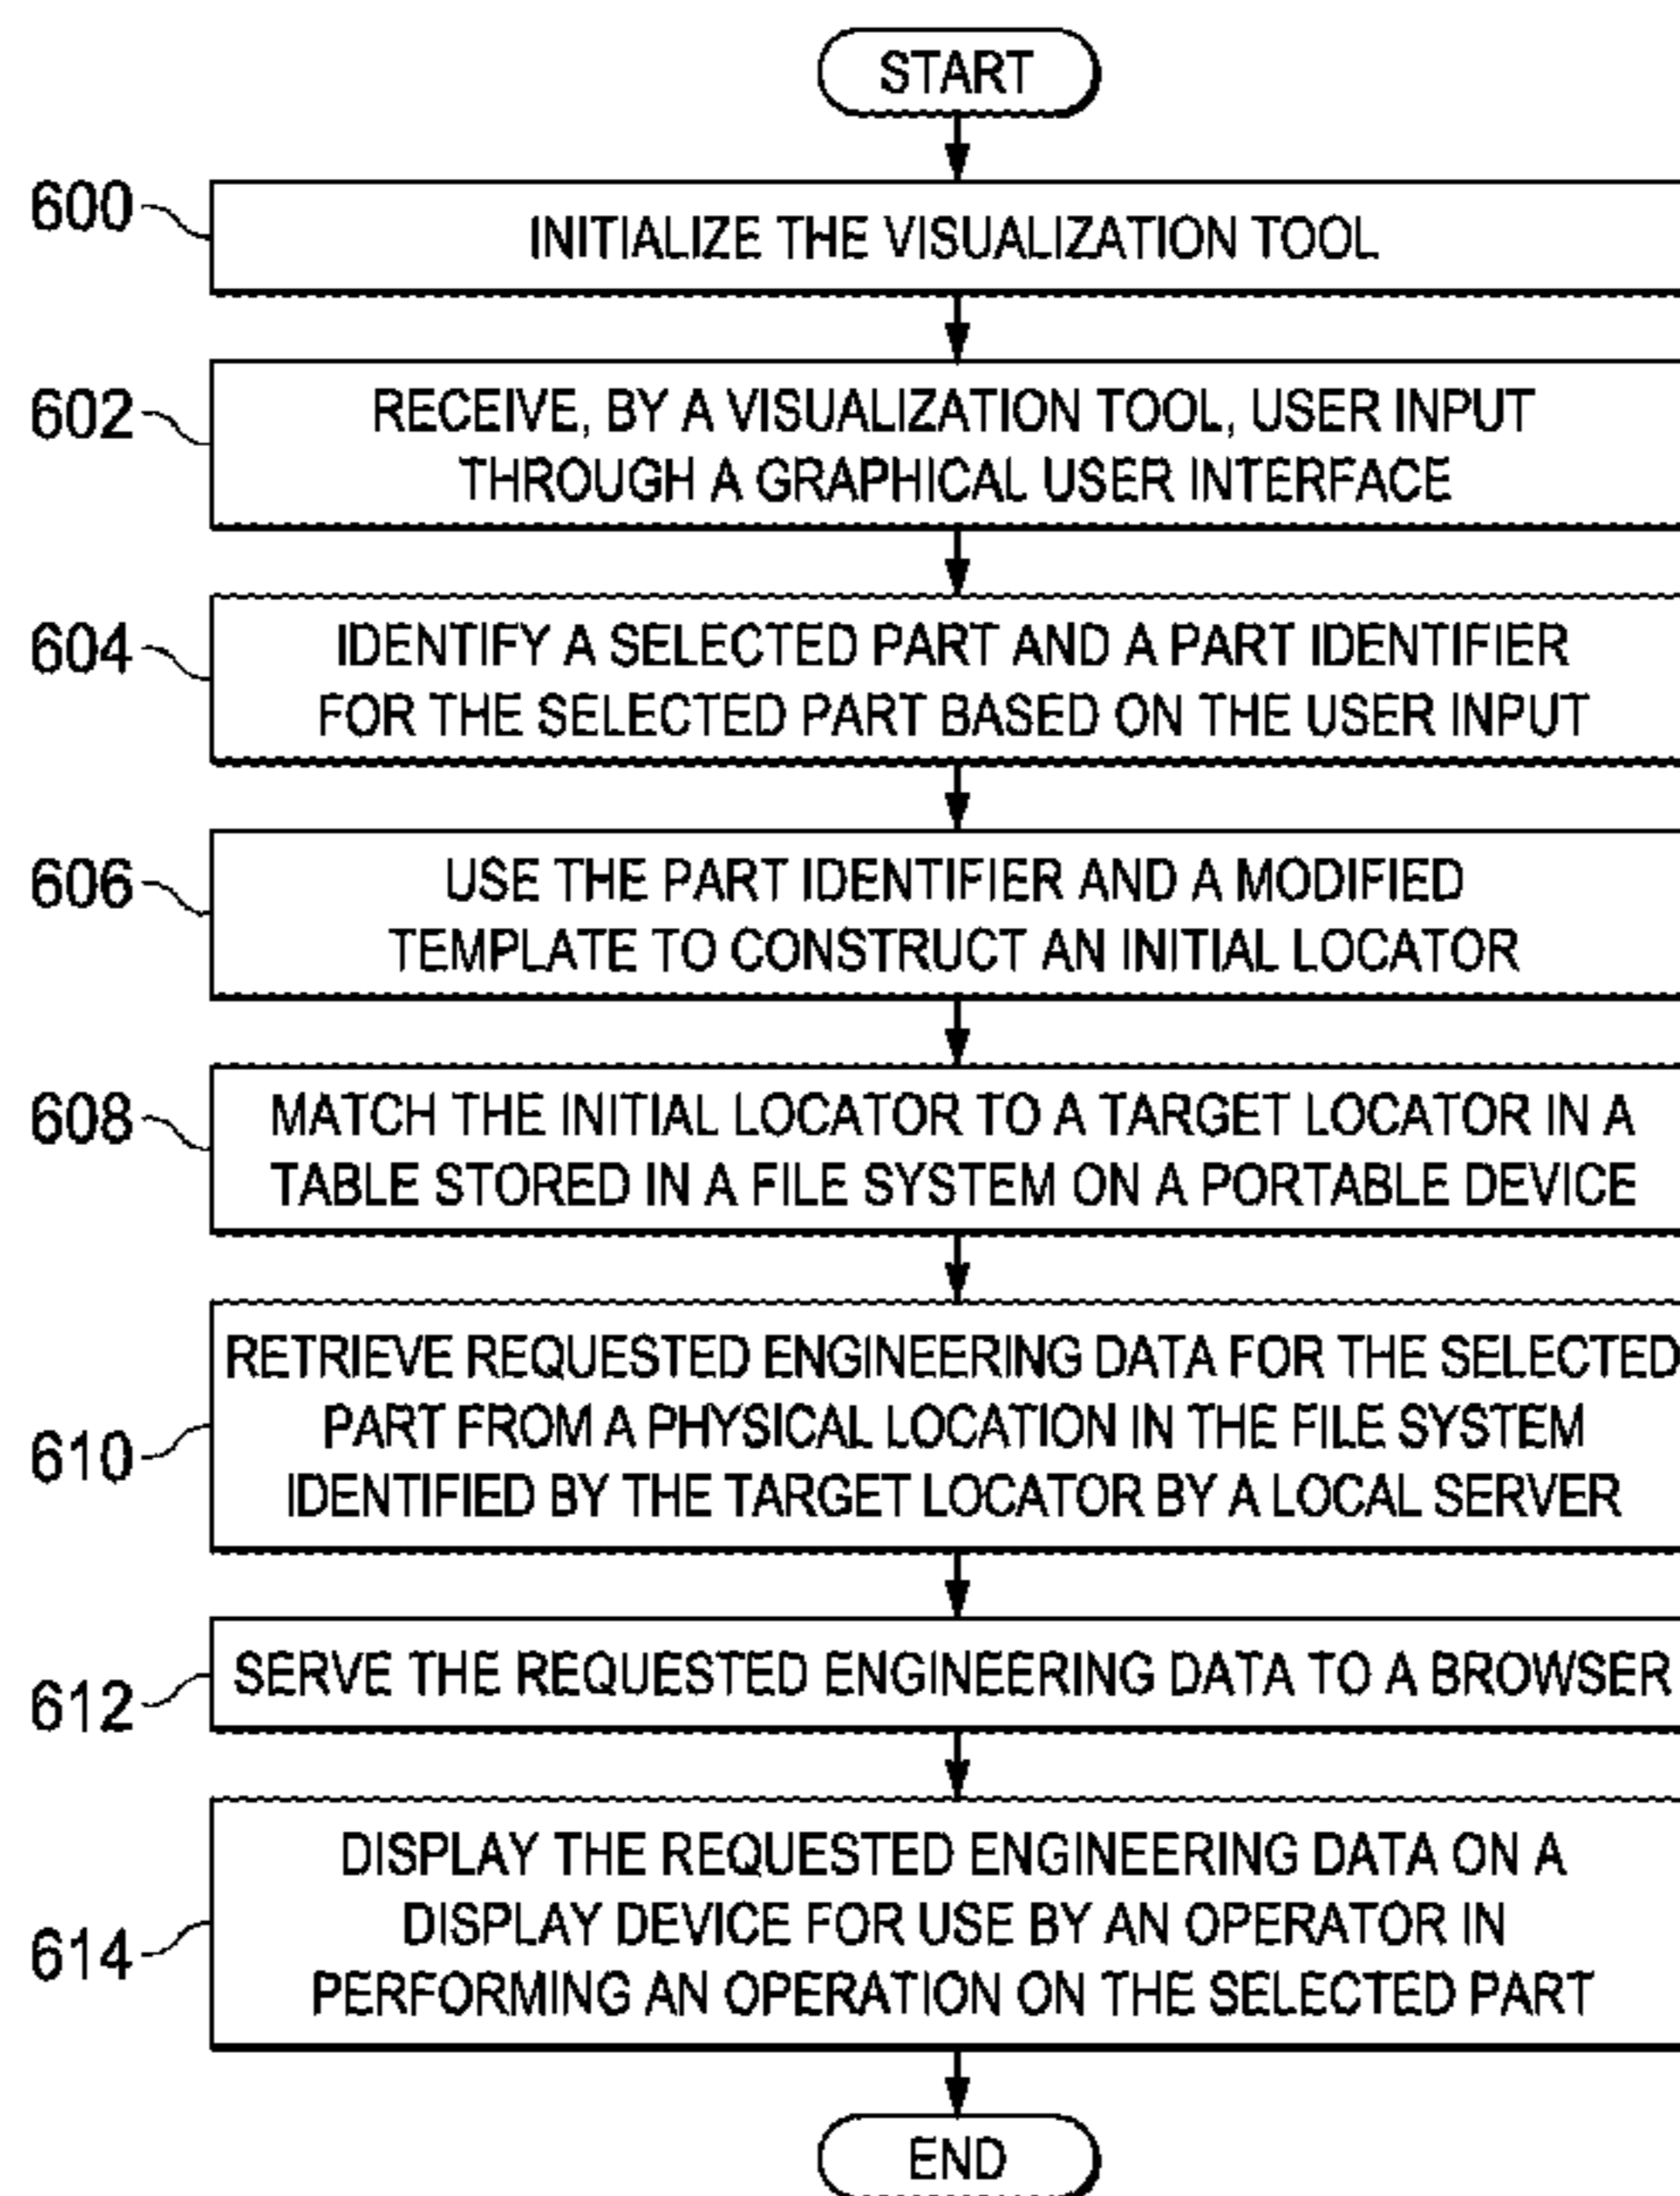 START
600
INITIALIZE THE VISUALIZATION TOOL
602
RECEIVE, BY A VISUALIZATION TOOL, USER INPUT
THROUGH A GRAPHICAL USER INTERFACE
604
IDENTIFY A SELECTED PART AND A PART IDENTIFIER
FOR THE SELECTED PART BASED ON THE USER INPUT
606
USE THE PART IDENTIFIER AND A MODIFIED
TEMPLATE TO CONSTRUCT AN INITIAL LOCATOR
608
MATCH THE INITIAL LOCATOR TO A TARGET LOCATOR IN A
TABLE STORED IN A FILE SYSTEM ON A PORTABLE DEVICE
610
RETRIEVE REQUESTED ENGINEERING DATA FOR THE SELECTED
PART FROM A PHYSICAL LOCATION IN THE FILE SYSTEM
IDENTIFIED BY THE TARGET LOCATOR BY A LOCAL SERVER
612
SERVE THE REQUESTED ENGINEERING DATA TO A BROWSER
614
DISPLAY THE REQUESTED ENGINEERING DATA ON A
DISPLAY DEVICE FOR USE BY AN OPERATOR IN
PERFORMING AN OPERATION ON THE SELECTED PART
END